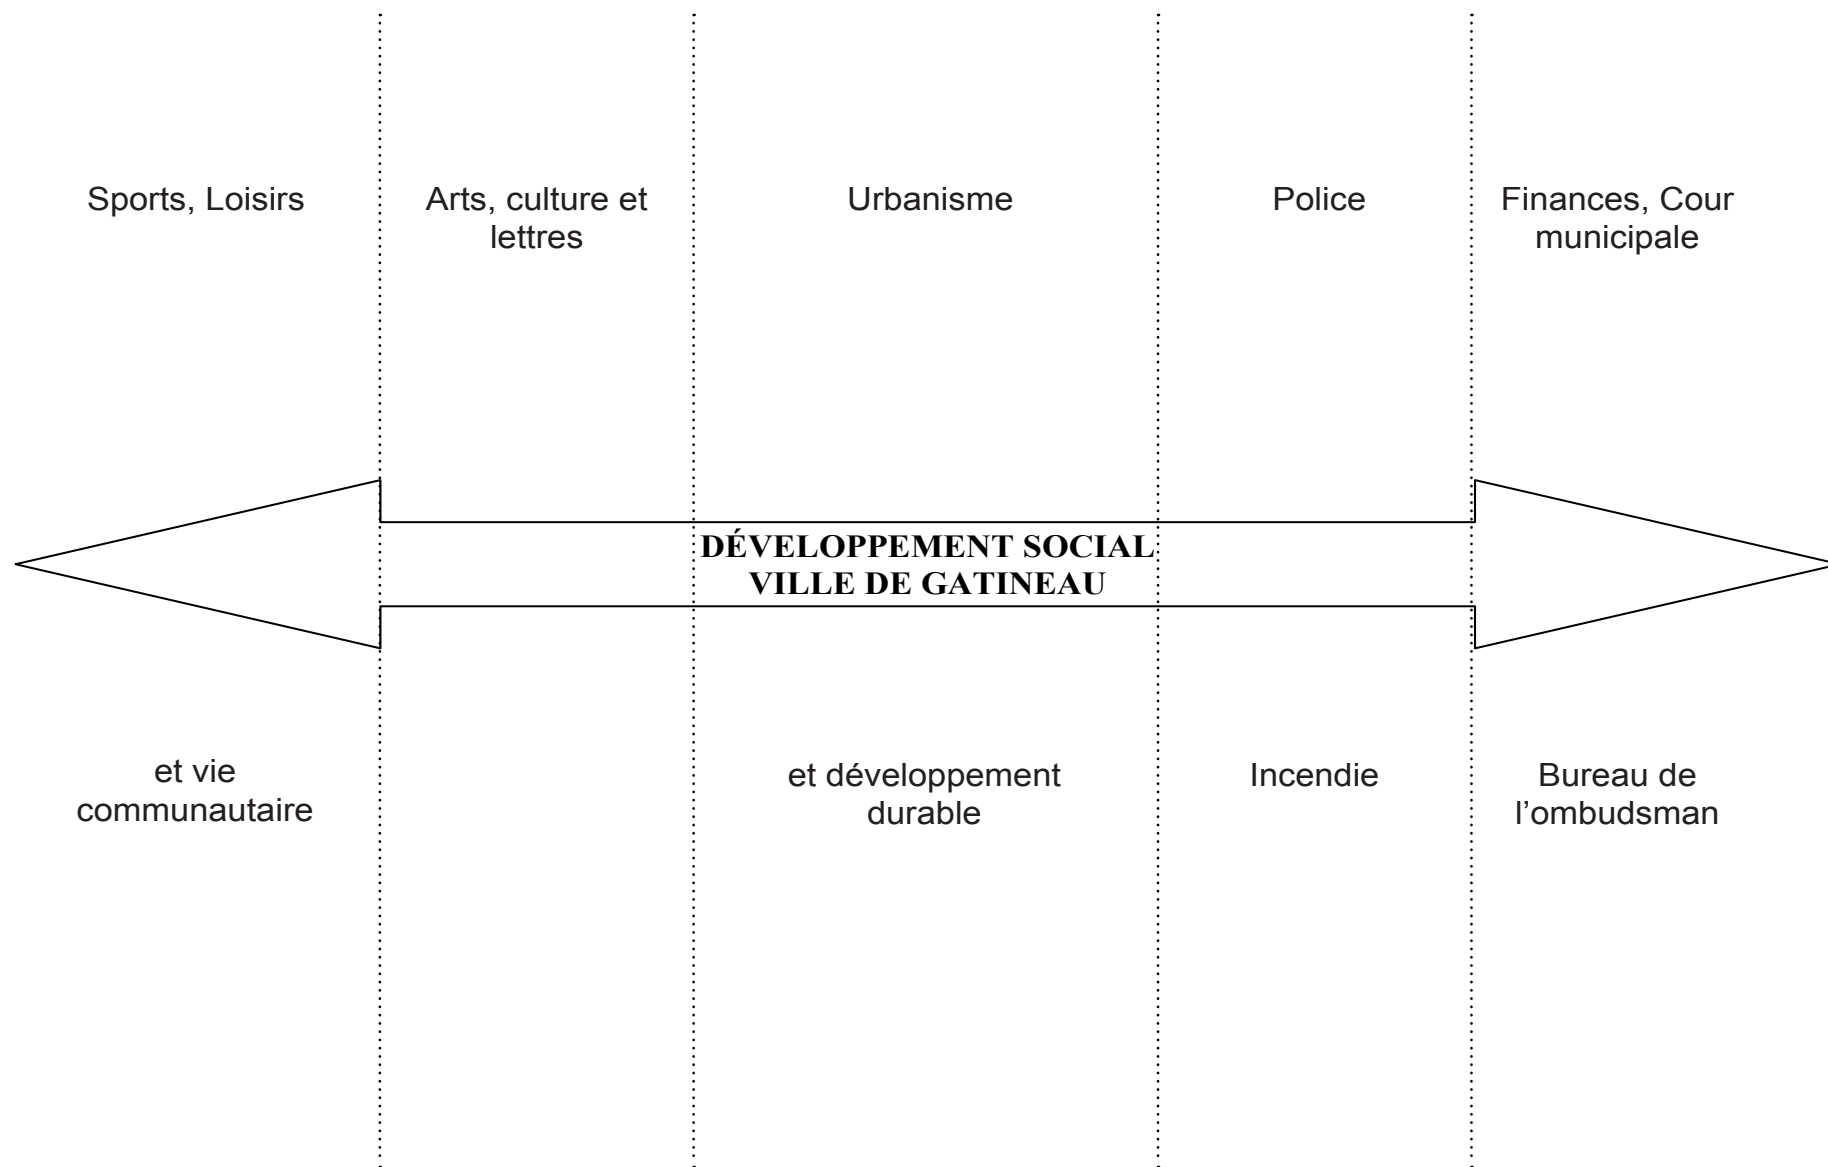 Sports, Loisirs
Arts, culture et
lettres
Urbanisme
Police
Finances, Cour
municipale
DÉVELOPPEMENT SOCIAL
VILLE DE GATINEAU
et vie
communautaire
et développement
durable
Incendie
Bureau de
l’ombudsman